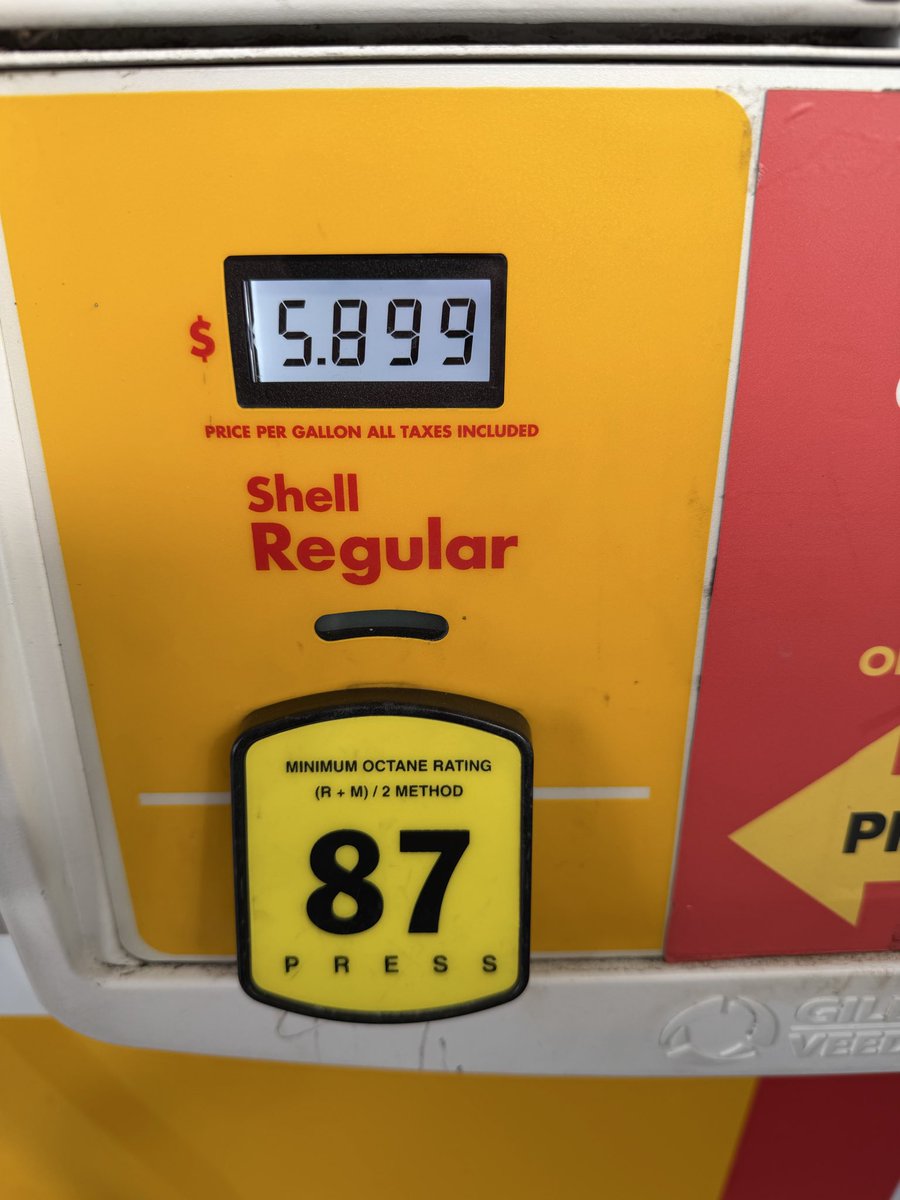 $ 5.899
PRICE PER GALLON ALL TAXES INCLUDED
Shell
Regular
MINIMUM OCTANE RATING
(R + M) / 2 METHOD
87
PRESS